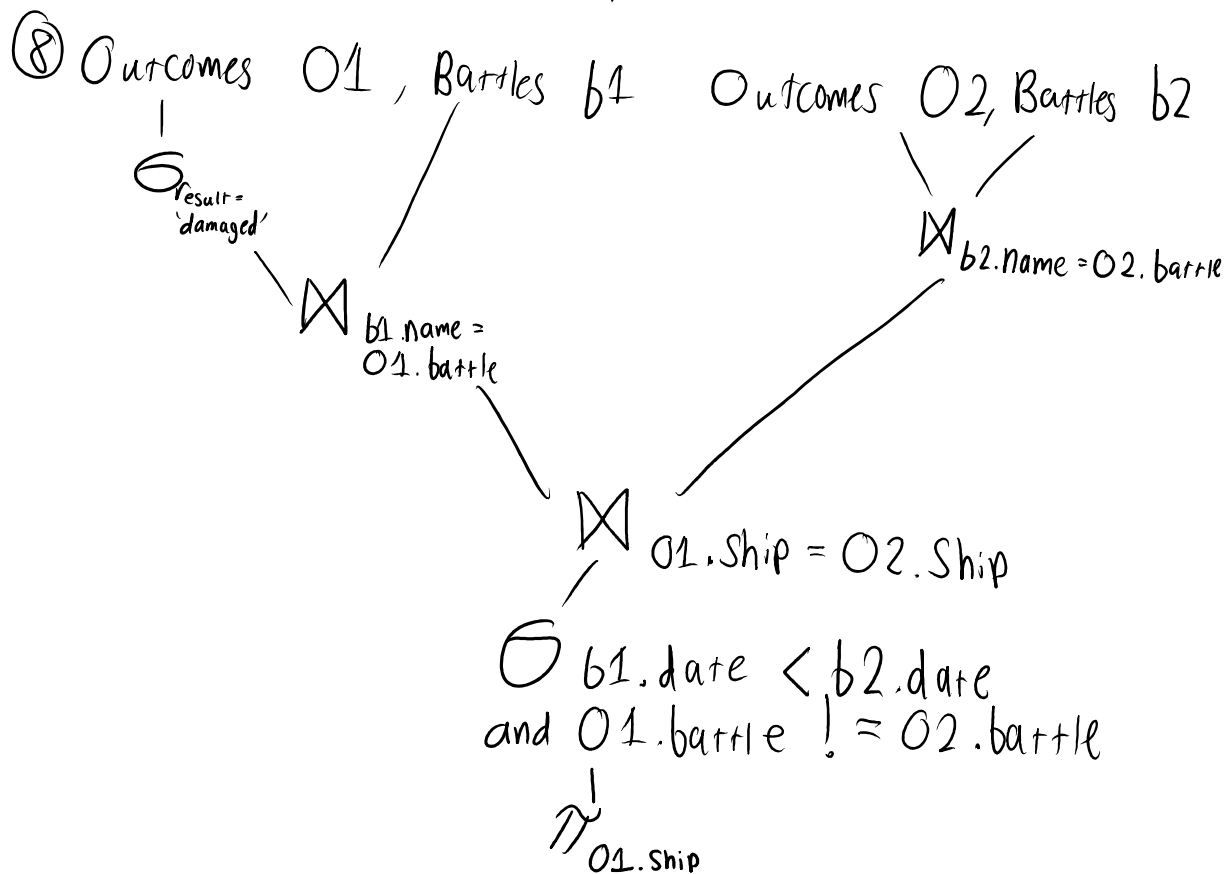 ⑧ Outcomes O1, Battles b1 Outcomes O2, Battles b2
σ result =
'damaged'
⋈ b2.name = O2.battle
⋈ b1.name =
O1.battle
⋈ O1.Ship = O2.Ship
σ b1.date < b2.date
and O1.battle != O2.battle
π O1.ship